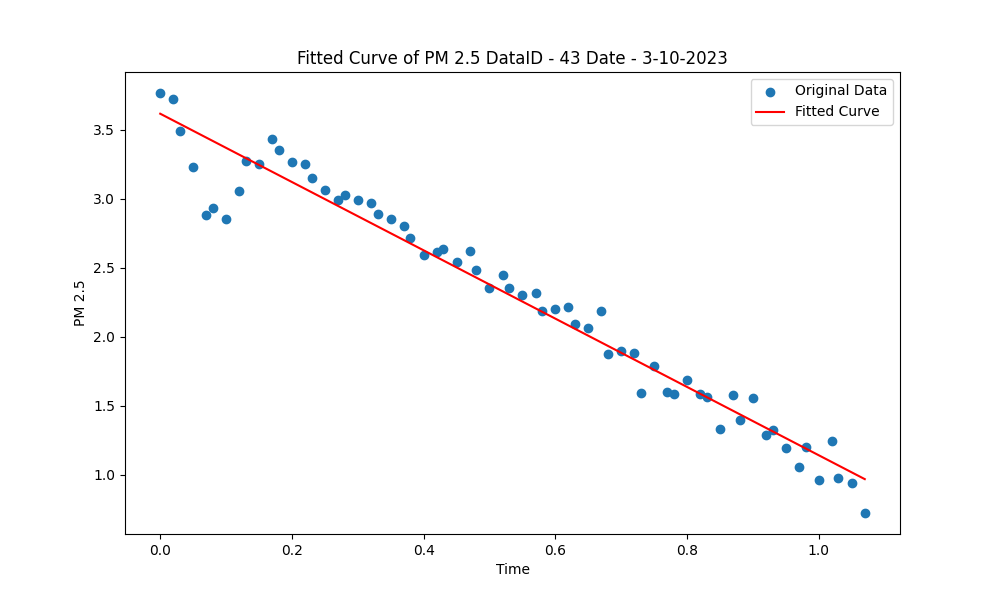 Fitted Curve of PM 2.5 DataID - 43 Date - 3-10-2023
Original Data
Fitted Curve
3.5
3.0
2.5
2.0
1.5
1.0
PM 2.5
0.0 0.2 0.4 0.6 0.8 1.0
Time